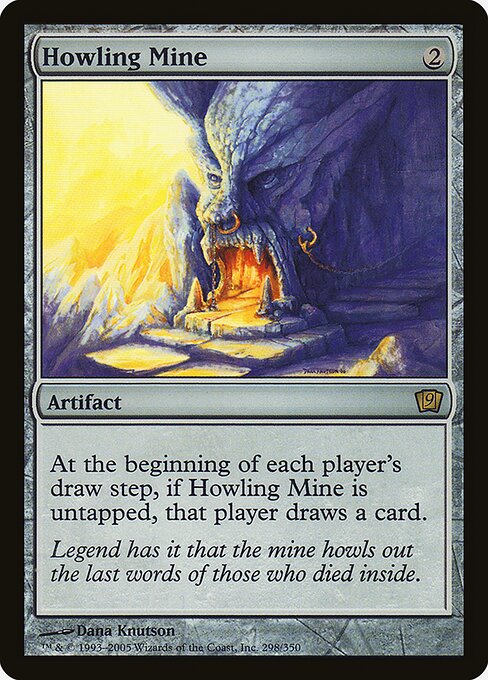 Howling Mine 2
Artifact 9
At the beginning of each player's
draw step, if Howling Mine is
untapped, that player draws a card.
Legend has it that the mine howls out
the last words of those who died inside.
Dana Knutson
™ & © 1993–2005 Wizards of the Coast, Inc. 298/350